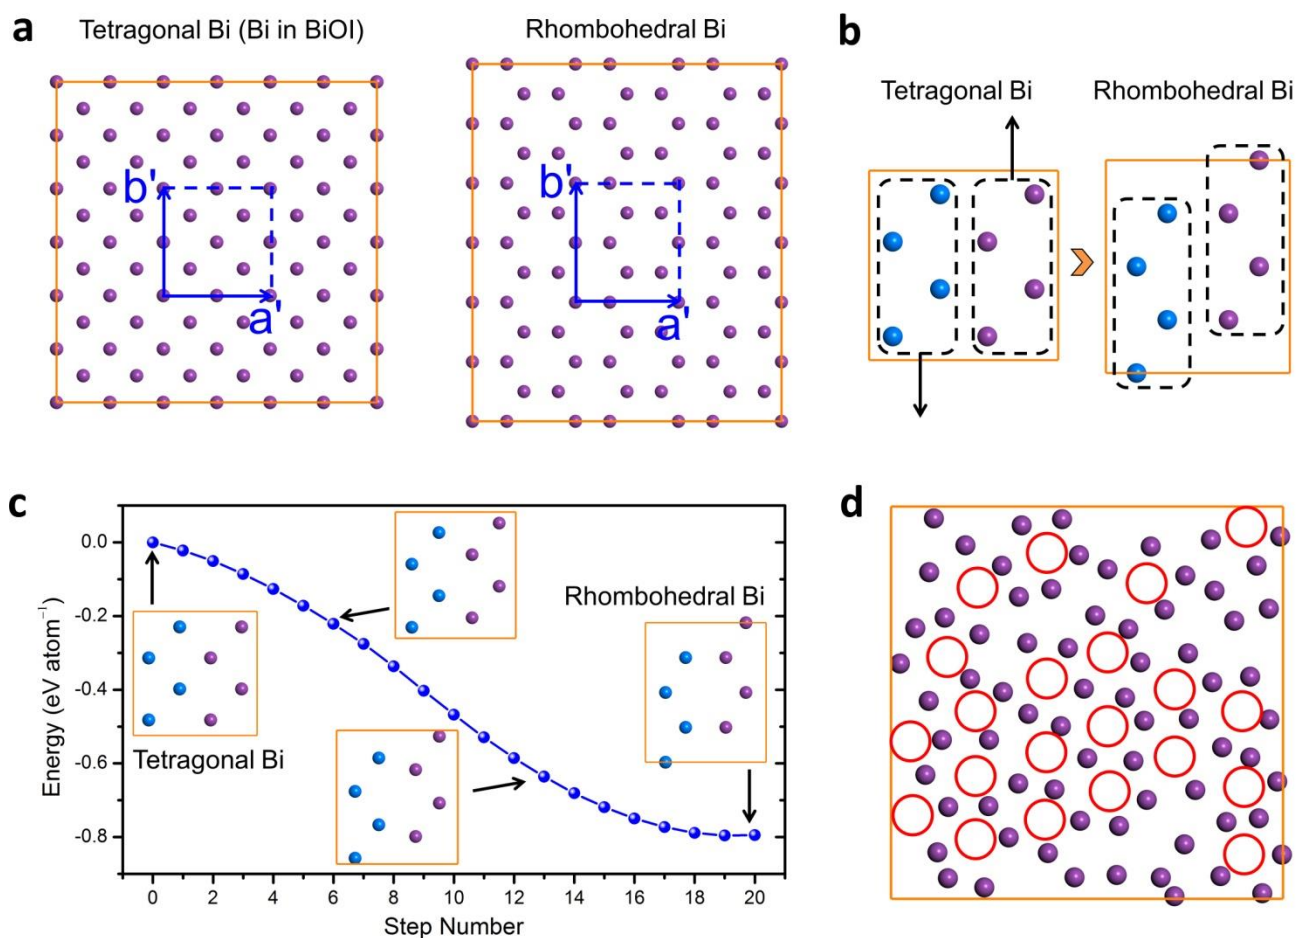 a
Tetragonal Bi (Bi in BiOI)
Rhombohedral Bi
b'
a'
b'
a'
b
Tetragonal Bi
Rhombohedral Bi
c
Energy (eV atom⁻¹)
0.0
-0.2
-0.4
-0.6
-0.8
Tetragonal Bi
Rhombohedral Bi
0 2 4 6 8 10 12 14 16 18 20
Step Number
d